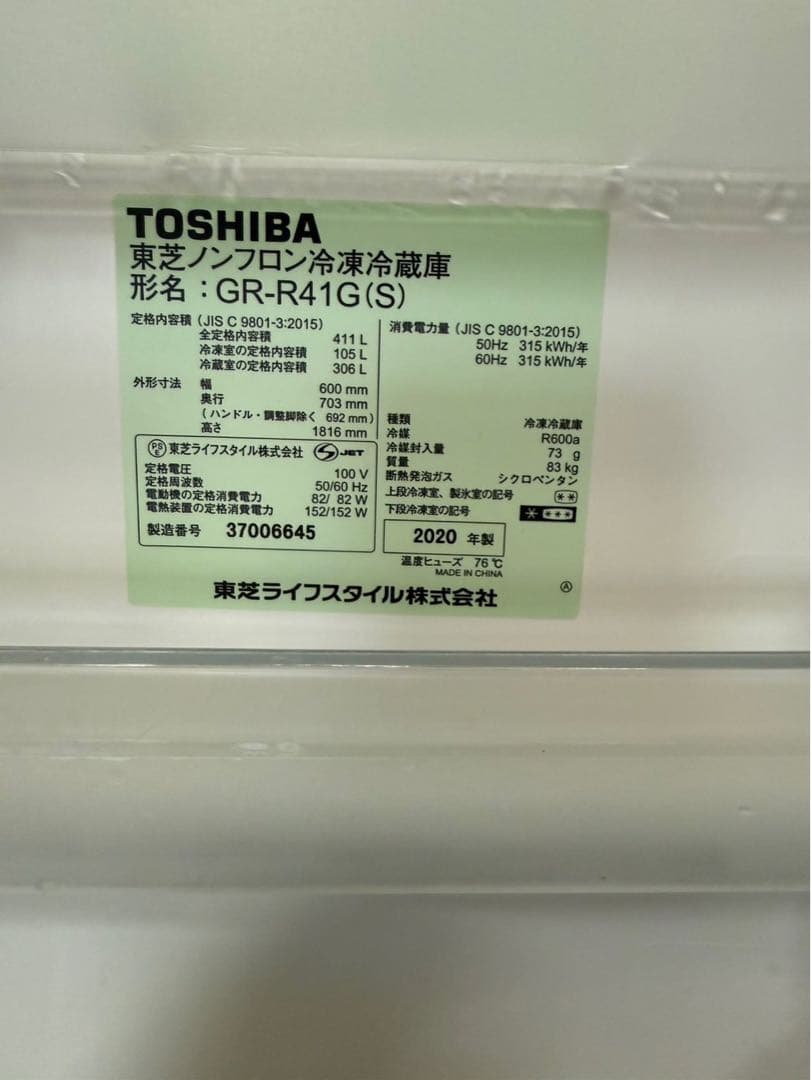 TOSHIBA
東芝ノンフロン冷凍冷蔵庫
形名：GR-R41G(S)
定格内容積（JIS C 9801-3:2015）
全定格内容積 411 L
冷凍室の定格内容積 105 L
冷蔵室の定格内容積 306 L
外形寸法 幅 600 mm
奥行 703 mm
（ハンドル・調整脚除く 692 mm）
高さ 1816 mm
PSE 東芝ライフスタイル株式会社 S JET
定格電圧 100 V
定格周波数 50/60 Hz
電動機の定格消費電力 82/ 82 W
電熱装置の定格消費電力 152/152 W
製造番号 37006645
消費電力量（JIS C 9801-3:2015）
50Hz 315 kWh/年
60Hz 315 kWh/年
種類 冷凍冷蔵庫
冷媒 R600a
冷媒封入量 73 g
質量 83 kg
断熱発泡ガス シクロペンタン
上段冷凍室、製氷室の記号 **
下段冷凍室の記号 * ***
2020 年製
温度ヒューズ 76 ℃
MADE IN CHINA
東芝ライフスタイル株式会社
Ⓐ